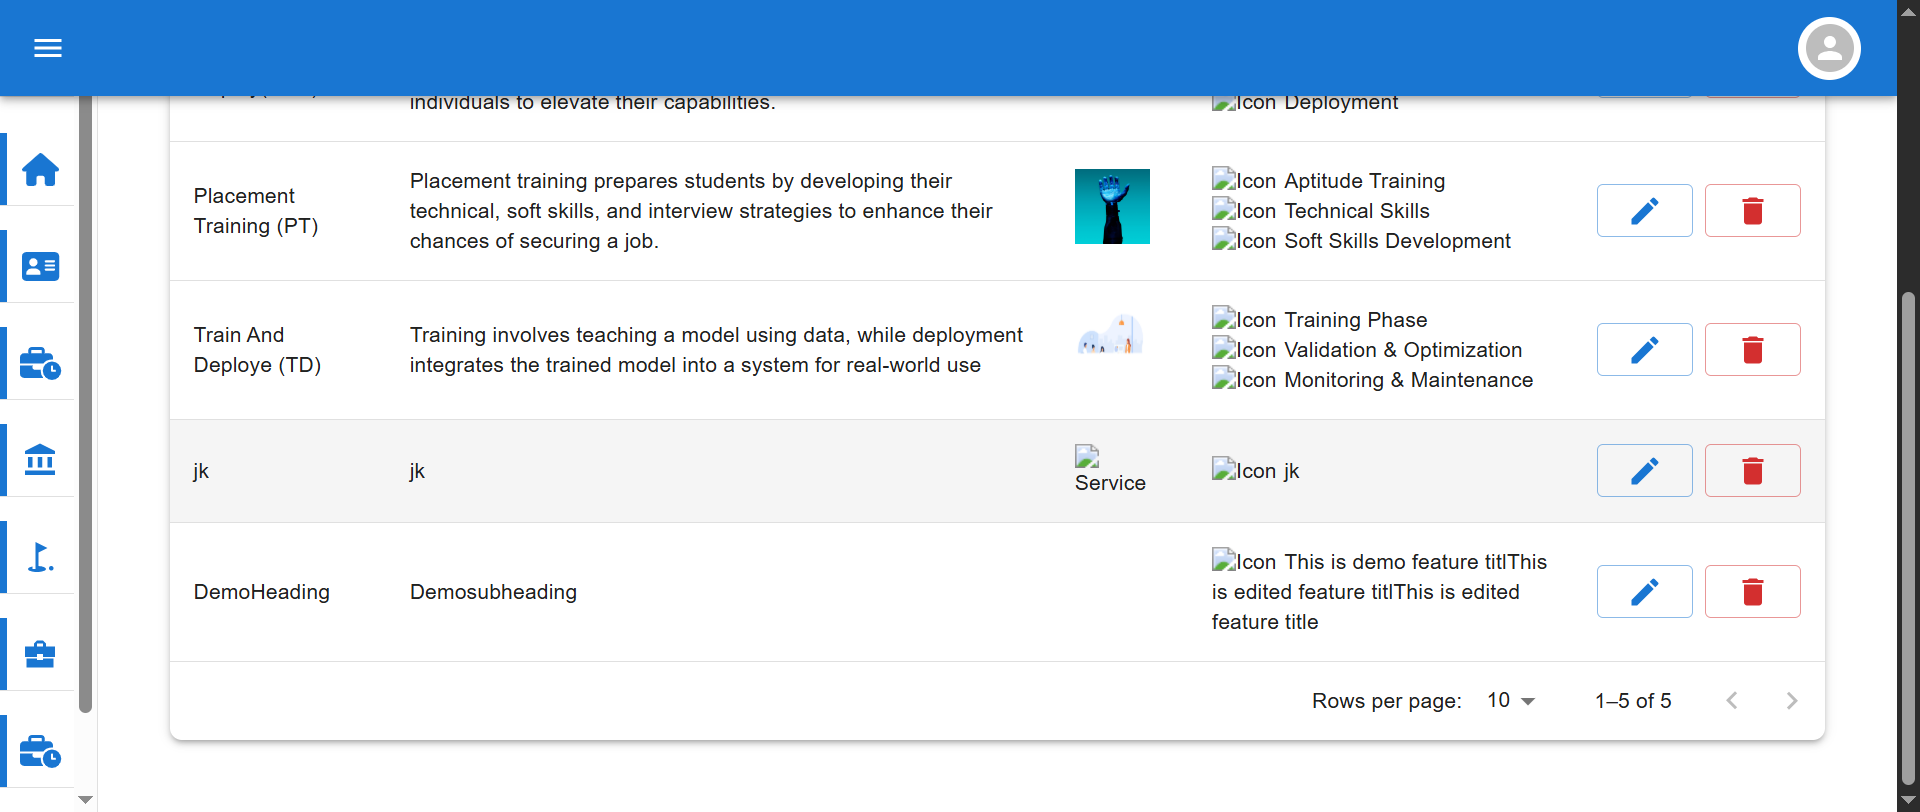 individuals to elevate their capabilities.
Icon Deployment
Placement
Training (PT)
Placement training prepares students by developing their
technical, soft skills, and interview strategies to enhance their
chances of securing a job.
Icon Aptitude Training
Icon Technical Skills
Icon Soft Skills Development
Train And
Deploye (TD)
Training involves teaching a model using data, while deployment
integrates the trained model into a system for real-world use
Icon Training Phase
Icon Validation & Optimization
Icon Monitoring & Maintenance
jk
jk
Service
Icon jk
DemoHeading
Demosubheading
Icon This is demo feature titlThis
is edited feature titlThis is edited
feature title
Rows per page: 10
1–5 of 5